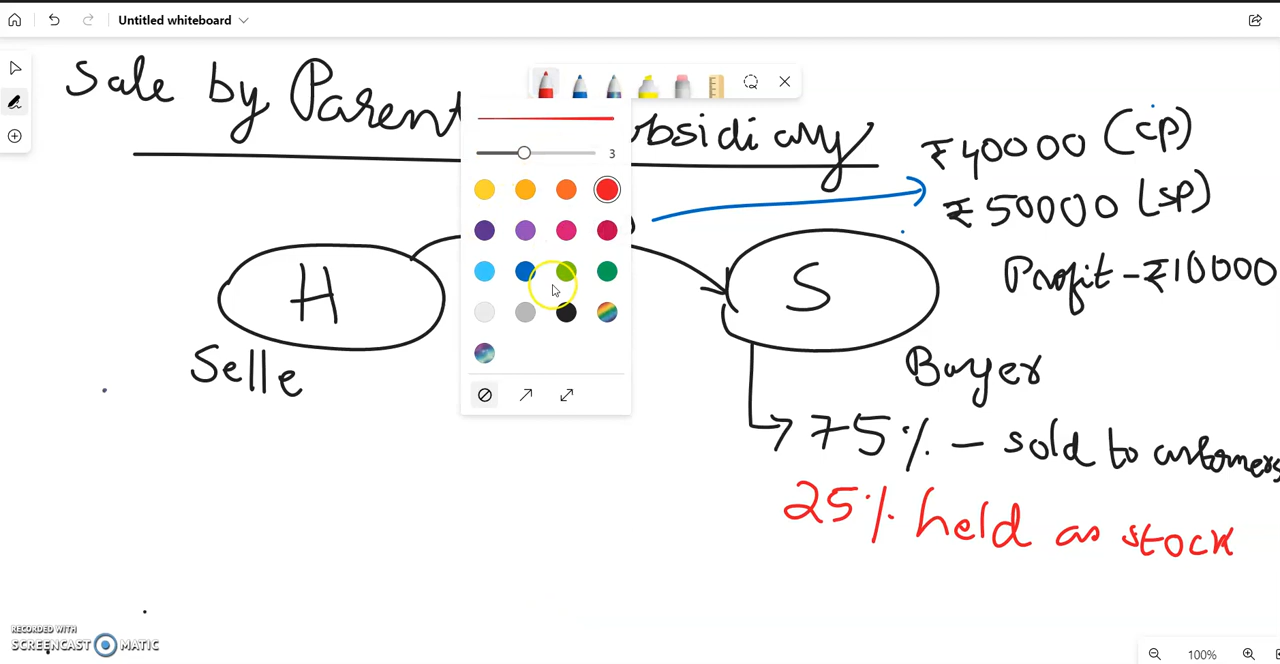 Untitled whiteboard
Sale by Parent
ubsidiary
3
₹40000 (CP)
₹50000 (SP)
Profit - ₹10000
H
S
Selle
Buyer
75% - sold to customers
25% held as stock
RECORDED WITH
SCREENCAST MATIC
100%